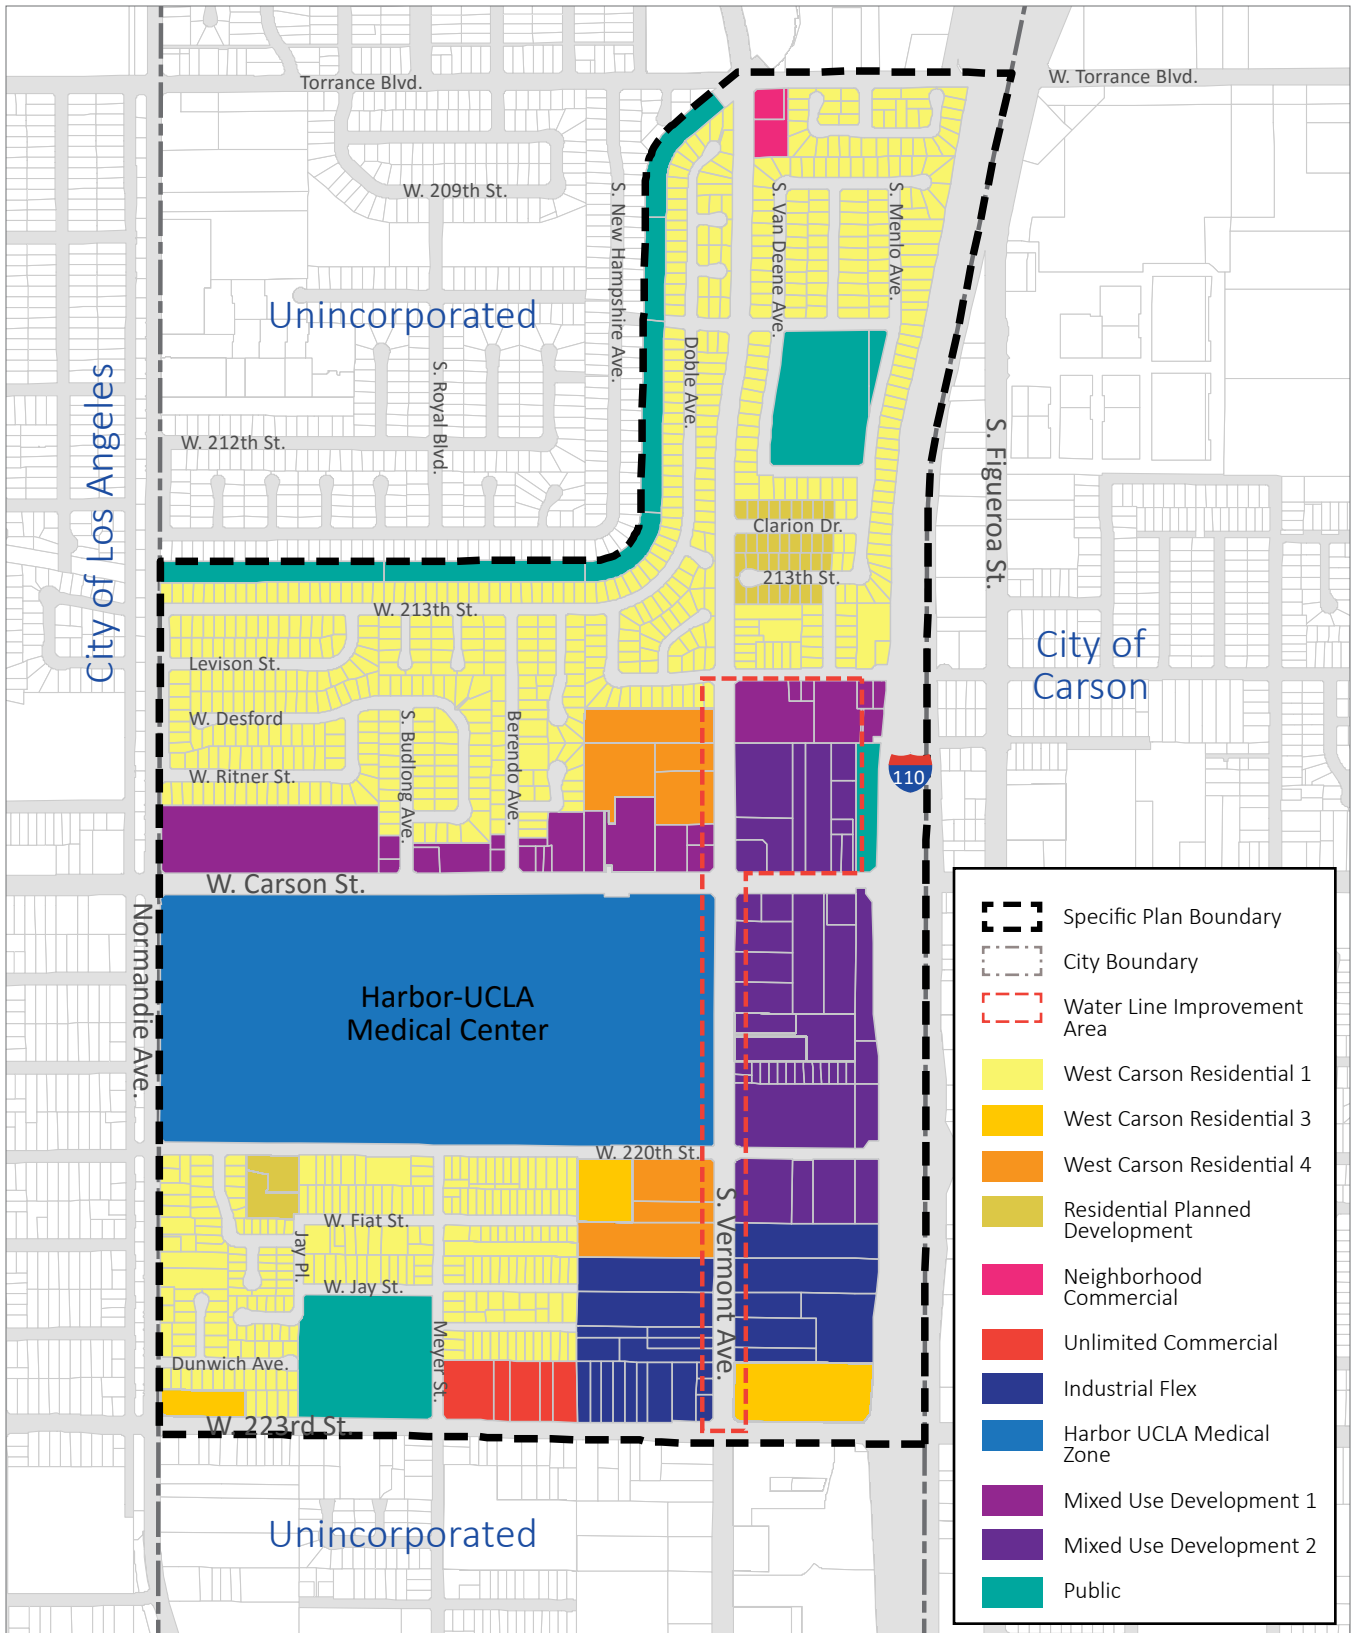 Torrance Blvd.
W. Torrance Blvd.
W. 209th St.
S. New Hampshire Ave.
S. Van Deene Ave.
S. Menlo Ave.
Unincorporated
Doble Ave.
S. Royal Blvd.
City of Los Angeles
W. 212th St.
S. Figueroa St.
Clarion Dr.
213th St.
W. 213th St.
City of
Carson
Levison St.
W. Desford
S. Budlong Ave.
Berendo Ave.
W. Ritner St.
110
W. Carson St.
Normandie Ave.
Harbor-UCLA
Medical Center
W. 220th St.
S. Vermont Ave.
W. Fiat St.
Jay Pl.
W. Jay St.
Meyer St.
Dunwich Ave.
W. 223rd St.
Unincorporated
Specific Plan Boundary
City Boundary
Water Line Improvement
Area
West Carson Residential 1
West Carson Residential 3
West Carson Residential 4
Residential Planned
Development
Neighborhood
Commercial
Unlimited Commercial
Industrial Flex
Harbor UCLA Medical
Zone
Mixed Use Development 1
Mixed Use Development 2
Public